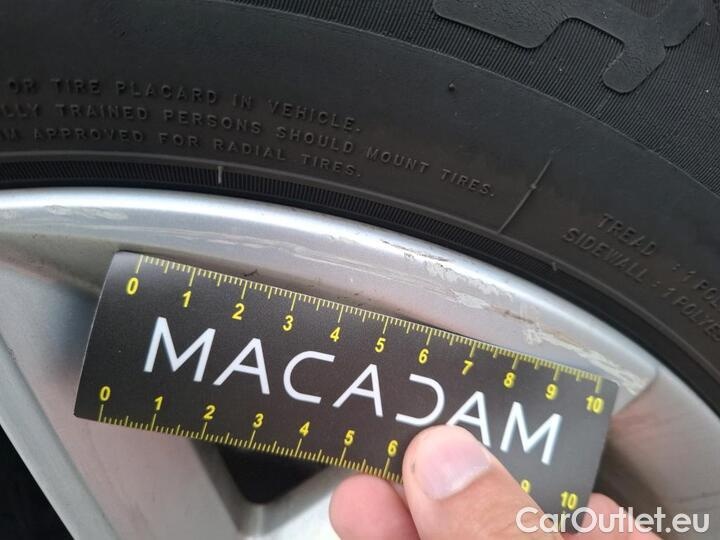 OR TIRE PLACARD IN VEHICLE.
TRAINED PERSONS SHOULD MOUNT TIRES.
APPROVED FOR RADIAL TIRES.
TREAD : 1
SIDEWALL : 1
0 1 2 3 4 5 6 7 8 9 10
MACADAM
0 1 2 3 4 5 6 9 10
CarOutlet.eu